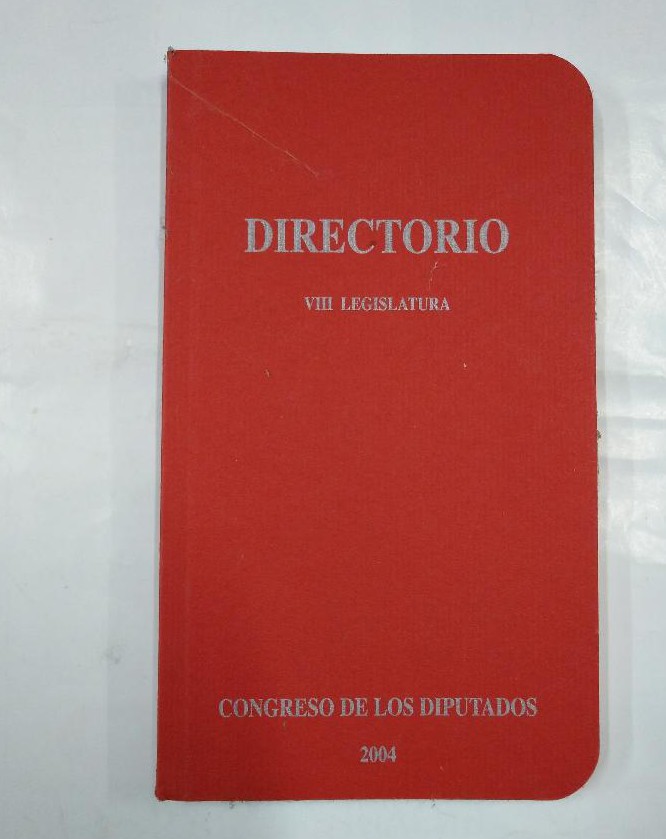 DIRECTORIO
VIII LEGISLATURA
CONGRESO DE LOS DIPUTADOS
2004